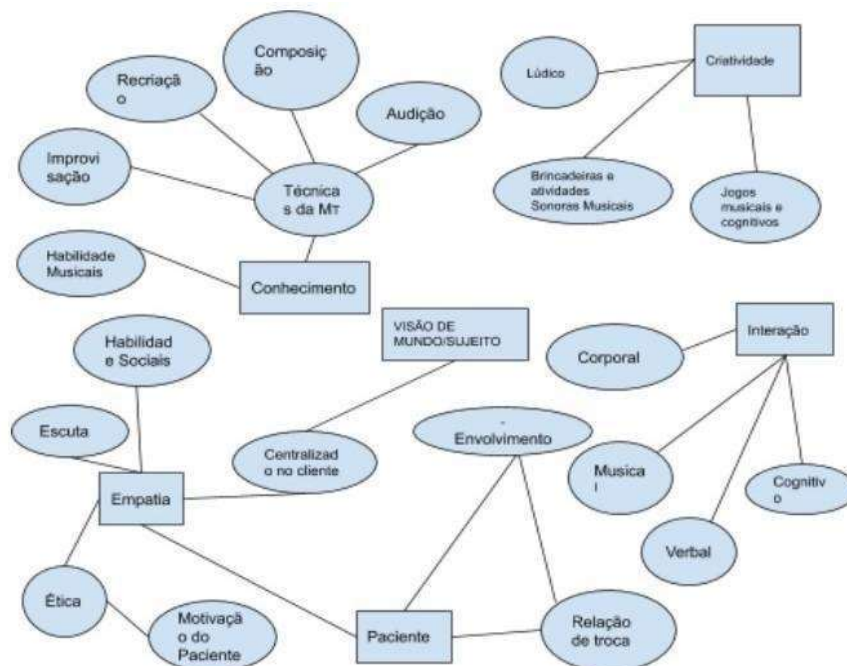 Composiç
ão
Recriaçã
o
Audição
Improvi
sação
Técnica
s da MT
Habilidade
Musicais
Conhecimento
Lúdico
Criatividade
Brincadeiras e
atividades
Sonoras Musicais
Jogos
musicais e
cognitivos
VISÃO DE
MUNDO/SUJEITO
Habilidad
e Sociais
Escuta
Centralizad
o no cliente
Empatia
Ética
Motivaçã
o do
Paciente
-
Envolvimento
Paciente
Relação
de troca
Interação
Corporal
Musica
l
Verbal
Cognitiv
o